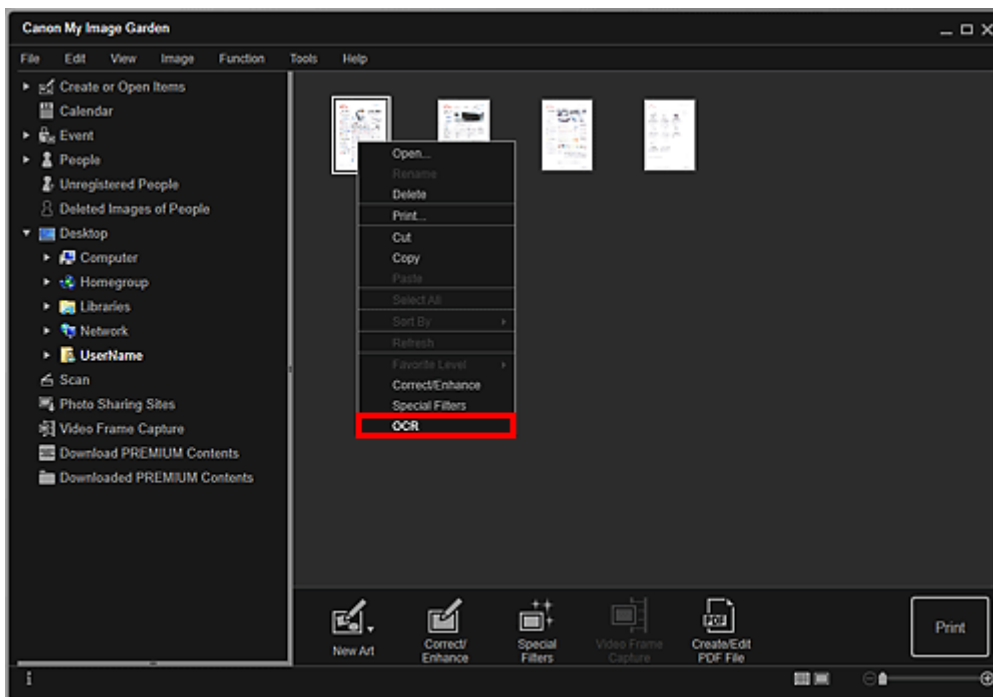 Canon My Image Garden
File Edit View Image Function Tools Help
Create or Open Items
Calendar
Event
People
Unregistered People
Deleted Images of People
Desktop
Computer
Homegroup
Libraries
Network
UserName
Scan
Photo Sharing Sites
Video Frame Capture
Download PREMIUM Contents
Downloaded PREMIUM Contents
Open...
Rename
Delete
Print...
Cut
Copy
Paste
Select All
Sort By
Refresh
Favorite Level
Correct/Enhance
Special Filters
OCR
New Art
Correct/
Enhance
Special
Filters
Video Frame
Capture
PDF
Create/Edit
PDF File
Print